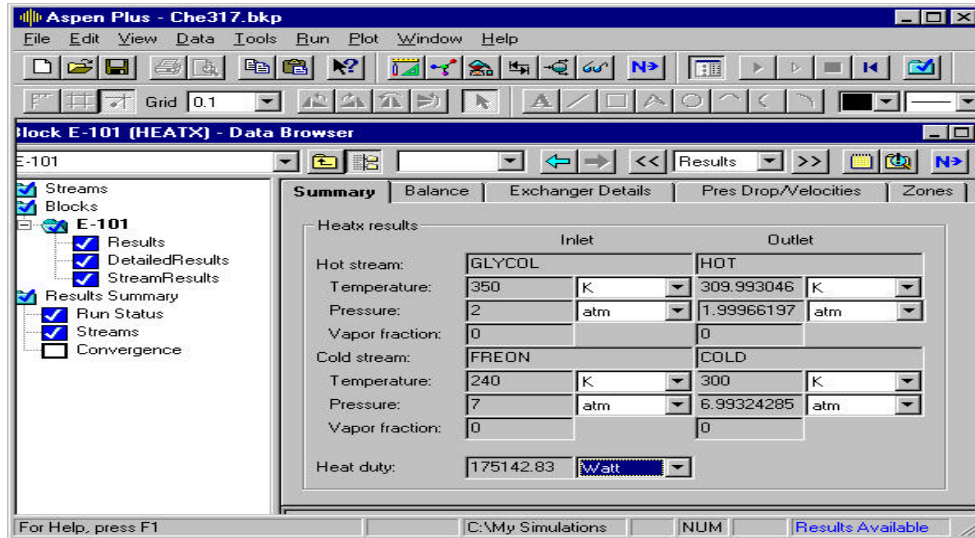 Aspen Plus - Che317.bkp
File Edit View Data Tools Run Plot Window Help
N>
Grid 0.1
A
Block E-101 (HEATX) - Data Browser
E-101 << Results >> N>
Streams
Blocks
E-101
Results
DetailedResults
StreamResults
Results Summary
Run Status
Streams
Convergence
Summary Balance Exchanger Details Pres Drop/Velocities Zones
Heatx results
Inlet Outlet
Hot stream: GLYCOL HOT
Temperature: 350 K 309.993046 K
Pressure: 2 atm 1.99966197 atm
Vapor fraction: 0 0
Cold stream: FREON COLD
Temperature: 240 K 300 K
Pressure: 7 atm 6.99324285 atm
Vapor fraction: 0 0
Heat duty: 175142.83 Watt
For Help, press F1 C:\My Simulations NUM Results Available